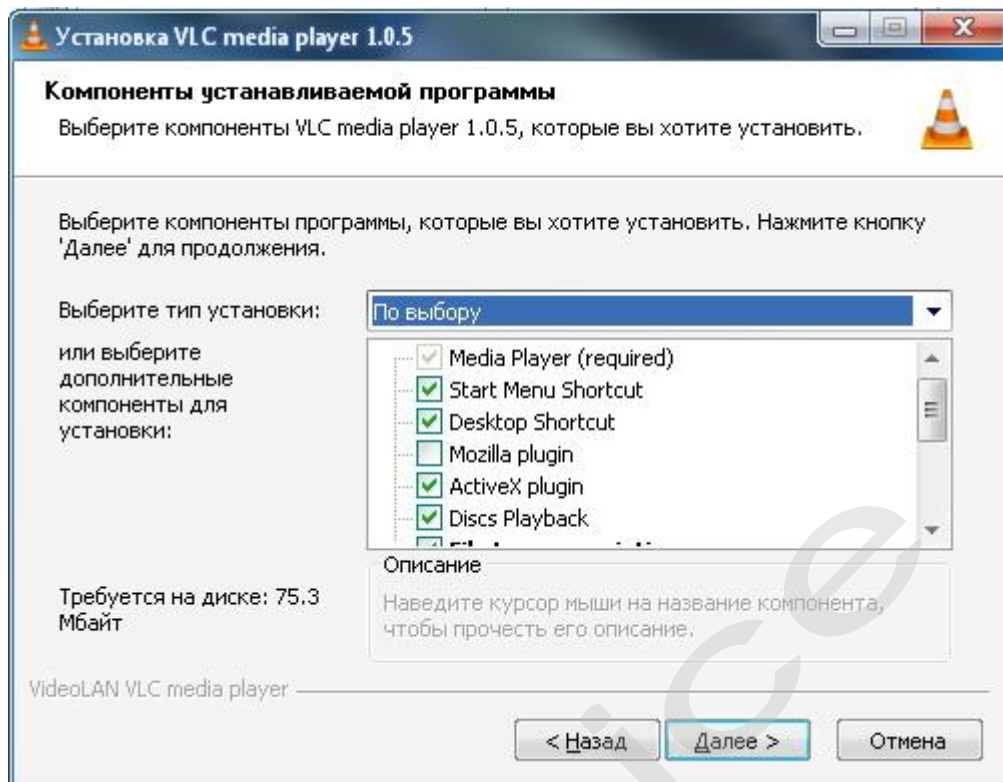 Установка VLC media player 1.0.5
Компоненты устанавливаемой программы
Выберите компоненты VLC media player 1.0.5, которые вы хотите установить.
Выберите компоненты программы, которые вы хотите установить. Нажмите кнопку
'Далее' для продолжения.
Выберите тип установки:
По выбору
или выберите
дополнительные
компоненты для
установки:
Media Player (required)
Start Menu Shortcut
Desktop Shortcut
Mozilla plugin
ActiveX plugin
Discs Playback
Требуется на диске: 75.3
Мбайт
Описание
Наведите курсор мыши на название компонента,
чтобы прочесть его описание.
VideoLAN VLC media player
< Назад
Далее >
Отмена
ice